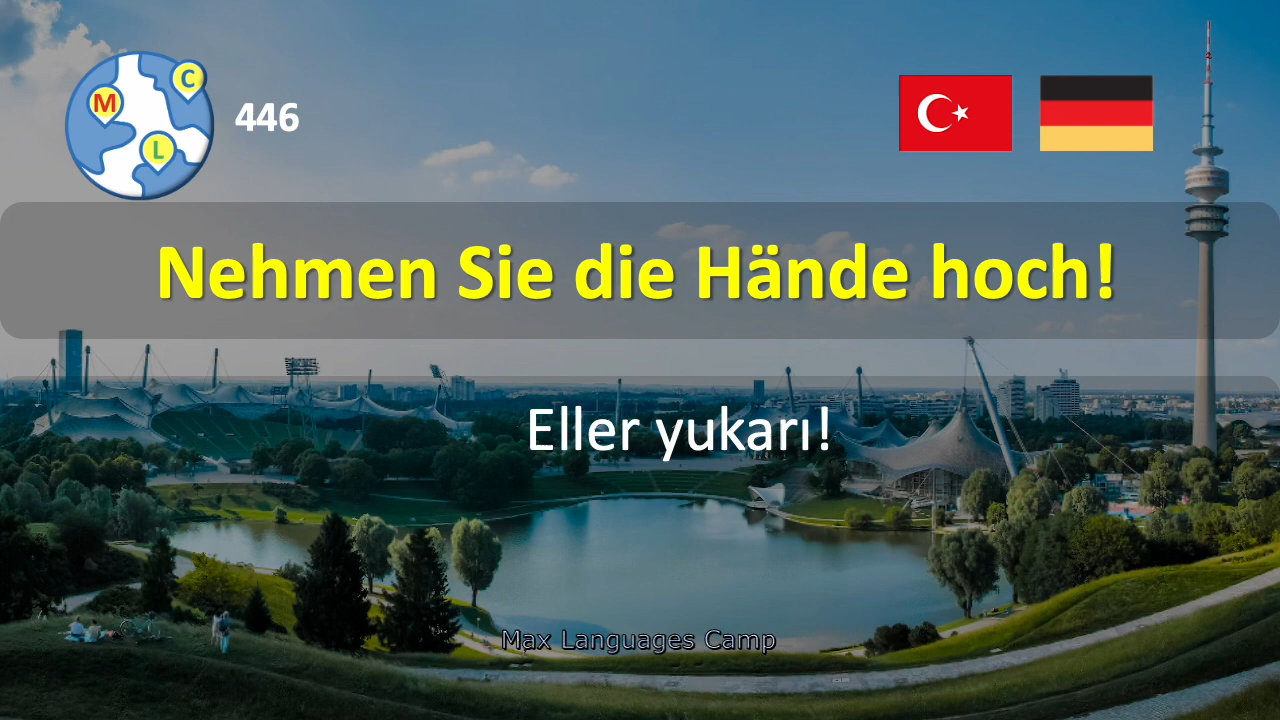 M
C
L
446
Nehmen Sie die Hände hoch!
Eller yukarı!
Max Languages Camp